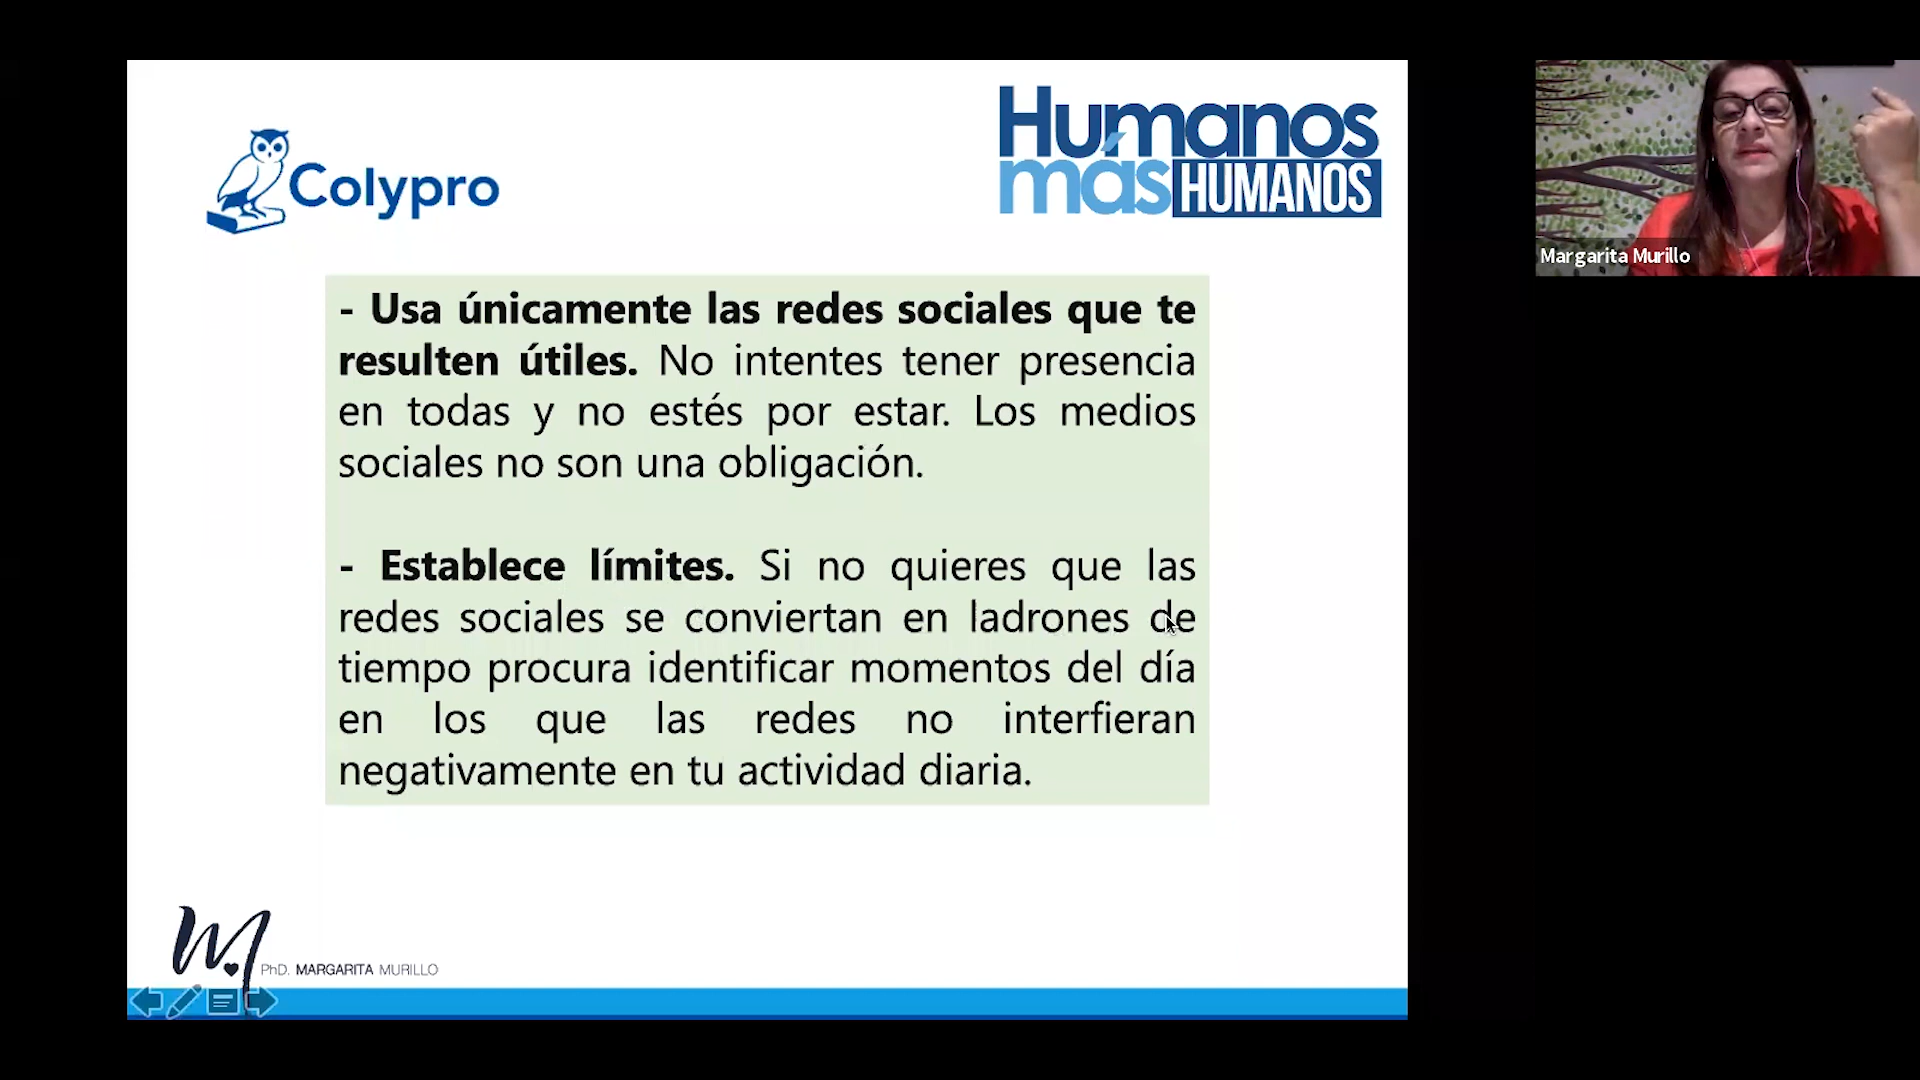 Colypro
Humanos
más HUMANOS
Margarita Murillo
- Usa únicamente las redes sociales que te
resulten útiles. No intentes tener presencia
en todas y no estés por estar. Los medios
sociales no son una obligación.
- Establece límites. Si no quieres que las
redes sociales se conviertan en ladrones de
tiempo procura identificar momentos del día
en los que las redes no interfieran
negativamente en tu actividad diaria.
M
PhD. MARGARITA MURILLO